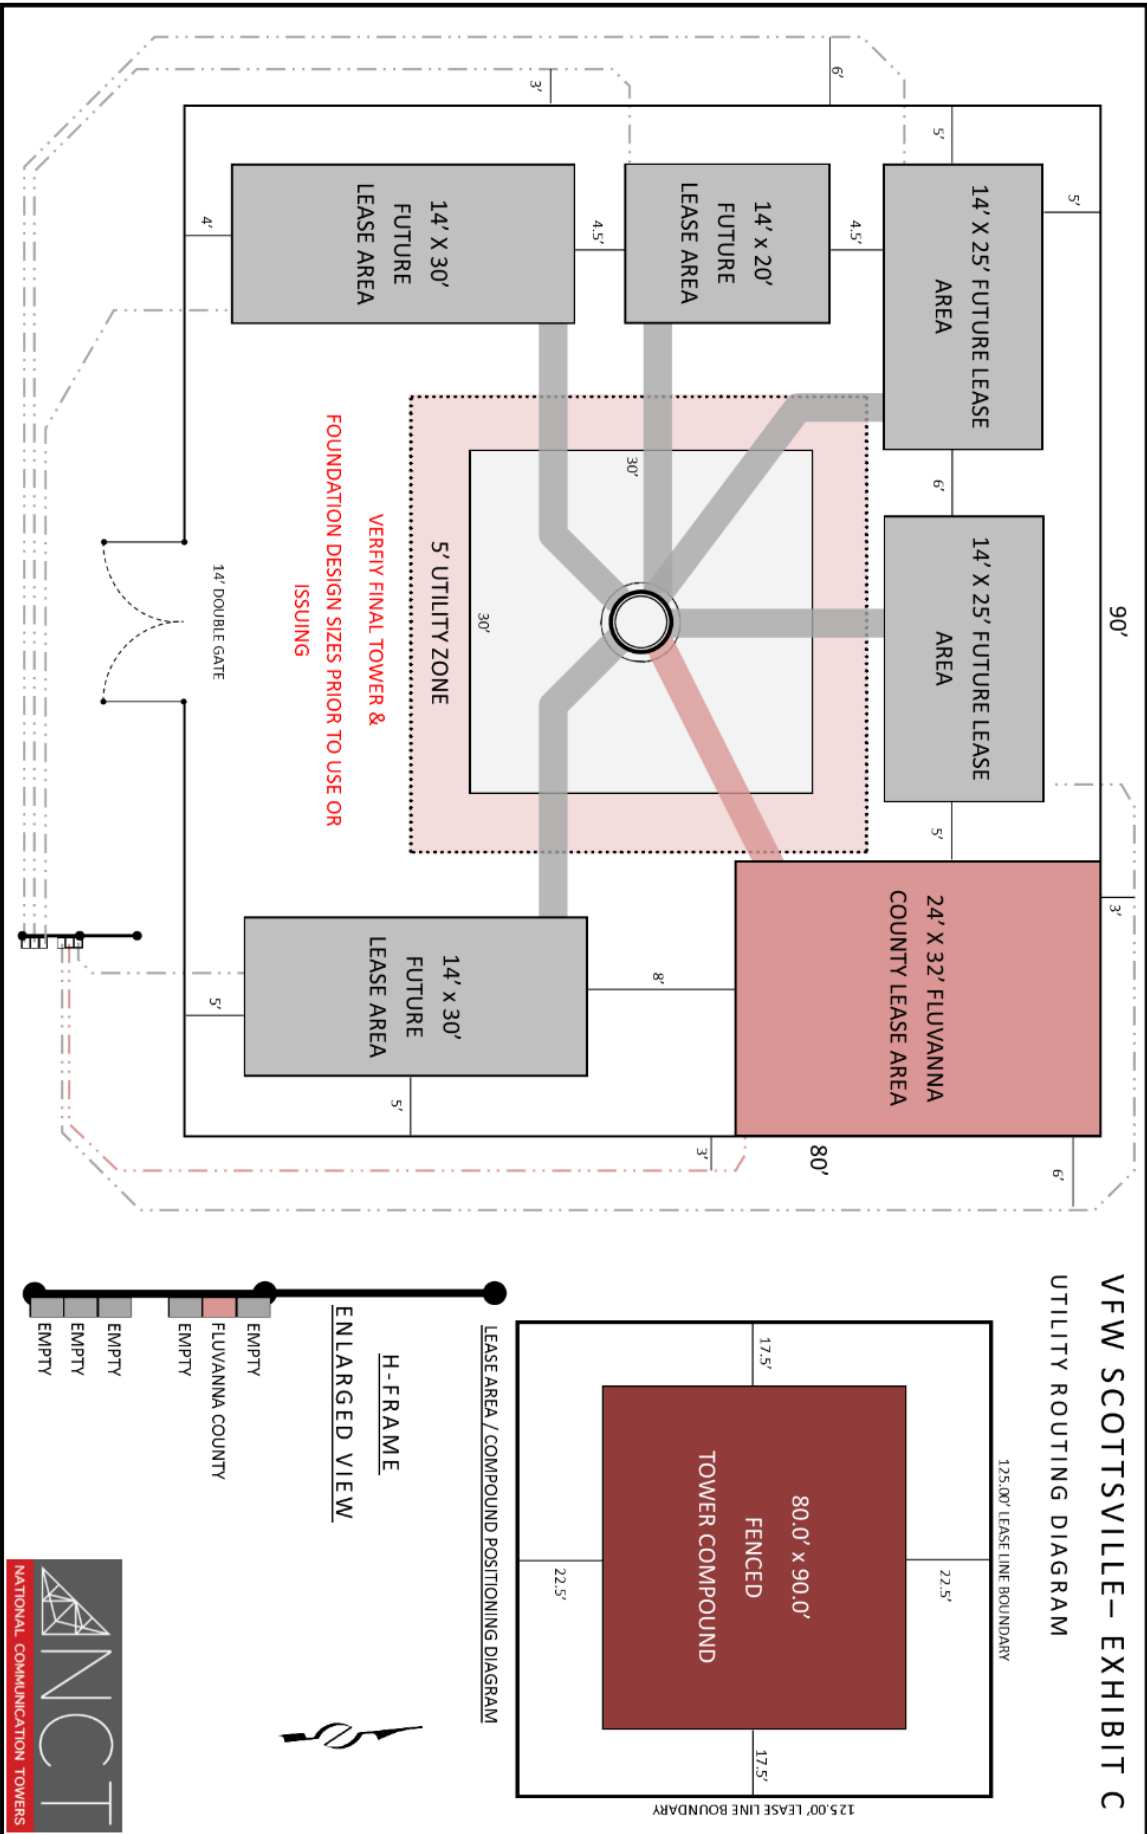 VFW SCOTTSVILLE– EXHIBIT C
UTILITY ROUTING DIAGRAM
90’
80’
5’
5’
14’ X 25’ FUTURE LEASE
AREA
6’
14’ X 25’ FUTURE LEASE
AREA
5’
24’ X 32’ FLUVANNA
COUNTY LEASE AREA
3’
6’
3’
6’
3’
4.5’
14’ x 20’
FUTURE
LEASE AREA
4.5’
14’ X 30’
FUTURE
LEASE AREA
4’
30’
30’
5’ UTILITY ZONE
VERFIY FINAL TOWER &
FOUNDATION DESIGN SIZES PRIOR TO USE OR
ISSUING
14’ DOUBLE GATE
8’
14’ x 30’
FUTURE
LEASE AREA
5’
5’
125.00’ LEASE LINE BOUNDARY
125.00’ LEASE LINE BOUNDARY
22.5’
17.5’
80.0’ x 90.0’
FENCED
TOWER COMPOUND
17.5’
22.5’
LEASE AREA / COMPOUND POSITIONING DIAGRAM
H-FRAME
ENLARGED VIEW
EMPTY
FLUVANNA COUNTY
EMPTY
EMPTY
EMPTY
EMPTY
NCT
NATIONAL COMMUNICATION TOWERS